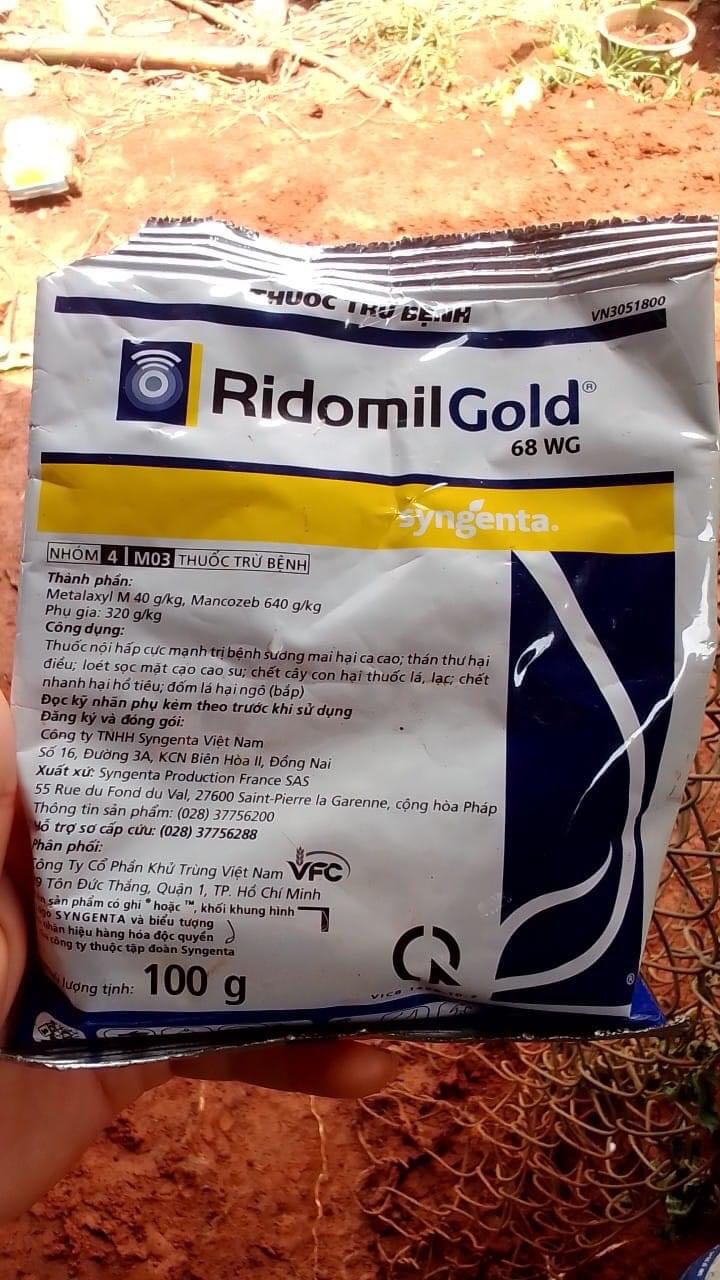 THUỐC TRỪ BỆNH
VN3051800
RidomilGold®
68 WG
syngenta.
NHÓM 4 M03 THUỐC TRỪ BỆNH
Thành phần:
Metalaxyl M 40 g/kg, Mancozeb 640 g/kg
Phụ gia: 320 g/kg
Công dụng:
Thuốc nội hấp cực mạnh trị bệnh sương mai hại ca cao; thán thư hại
điều; loét sọc mặt cạo cao su; chết cây con hại thuốc lá, lạc; chết
nhanh hại hồ tiêu; đốm lá hại ngô (bắp)
Đọc kỹ nhãn phụ kèm theo trước khi sử dụng
Đăng ký và đóng gói:
Công ty TNHH Syngenta Việt Nam
Số 16, Đường 3A, KCN Biên Hòa II, Đồng Nai
Xuất xứ: Syngenta Production France SAS
55 Rue du Fond du Val, 27600 Saint-Pierre la Garenne, cộng hòa Pháp
Thông tin sản phẩm: (028) 37756200
Hỗ trợ sơ cấp cứu: (028) 37756288
Phân phối:
Công Ty Cổ Phần Khử Trùng Việt Nam VFC
9 Tôn Đức Thắng, Quận 1, TP. Hồ Chí Minh
sản phẩm có ghi ® hoặc ™, khối khung hình
SYNGENTA và biểu tượng
nhãn hiệu hàng hóa độc quyền
công ty thuộc tập đoàn Syngenta
lượng tịnh: 100 g
®